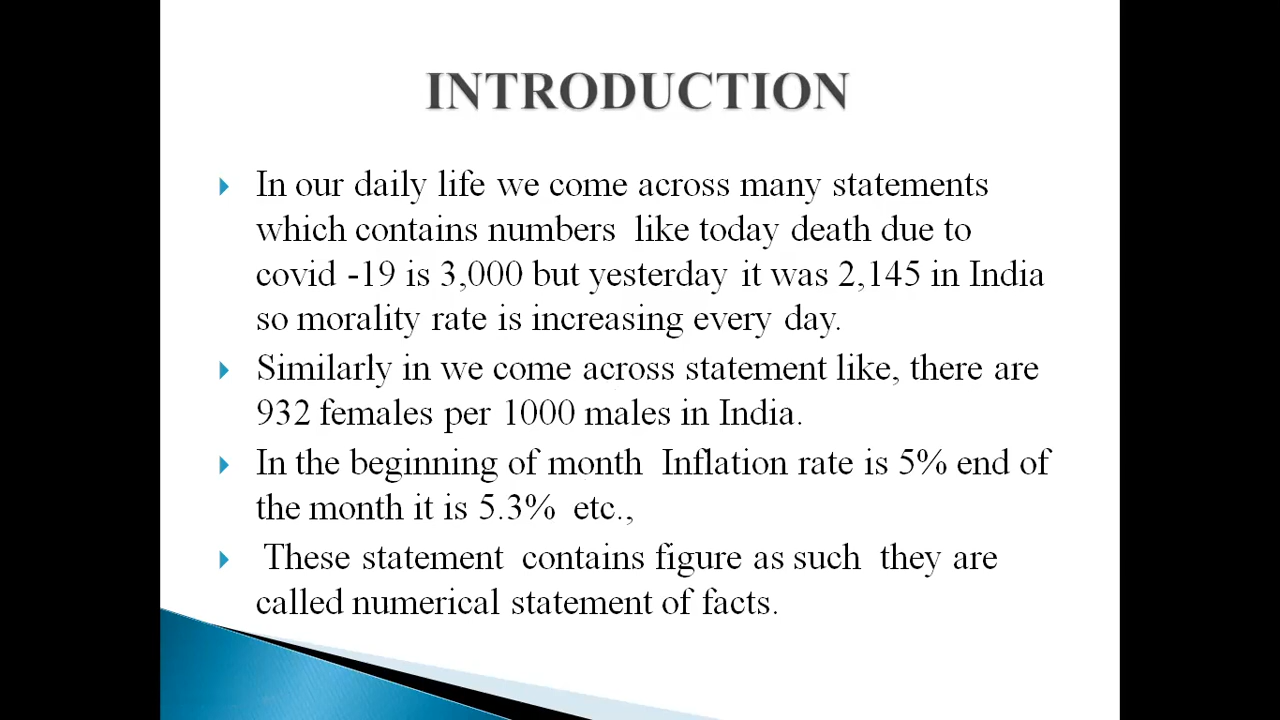 INTRODUCTION
In our daily life we come across many statements
which contains numbers like today death due to
covid -19 is 3,000 but yesterday it was 2,145 in India
so morality rate is increasing every day.
Similarly in we come across statement like, there are
932 females per 1000 males in India.
In the beginning of month Inflation rate is 5% end of
the month it is 5.3% etc.,
These statement contains figure as such they are
called numerical statement of facts.